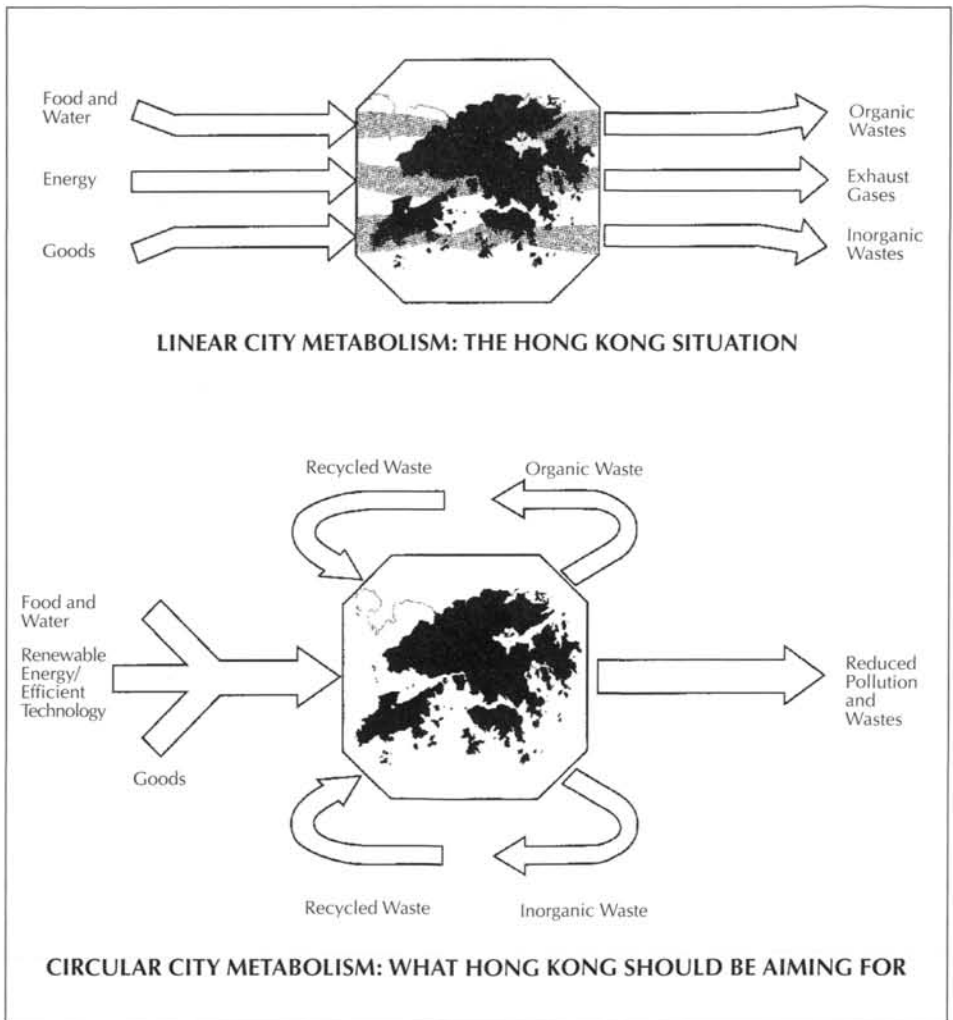 Food and
Water
Energy
Goods
Organic
Wastes
Exhaust
Gases
Inorganic
Wastes
LINEAR CITY METABOLISM: THE HONG KONG SITUATION
Recycled Waste
Organic Waste
Food and
Water
Renewable
Energy/
Efficient
Technology
Goods
Reduced
Pollution
and
Wastes
Recycled Waste
Inorganic Waste
CIRCULAR CITY METABOLISM: WHAT HONG KONG SHOULD BE AIMING FOR